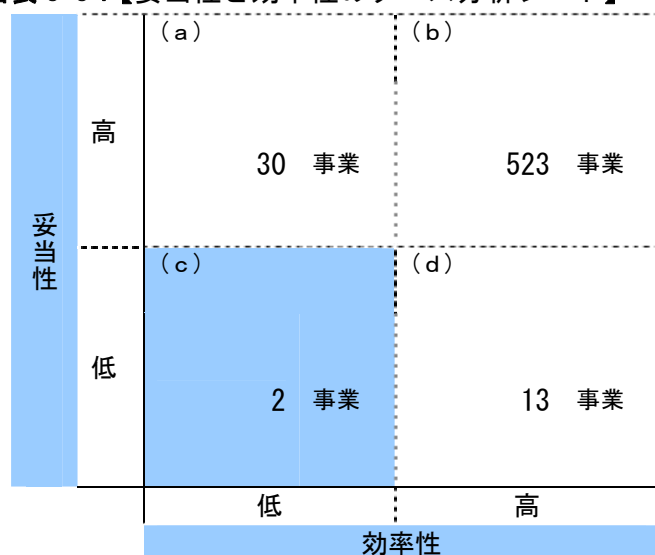 （a）
（b）
高
30 事業
523 事業
妥当性
（c）
（d）
低
2 事業
13 事業
低
高
効率性